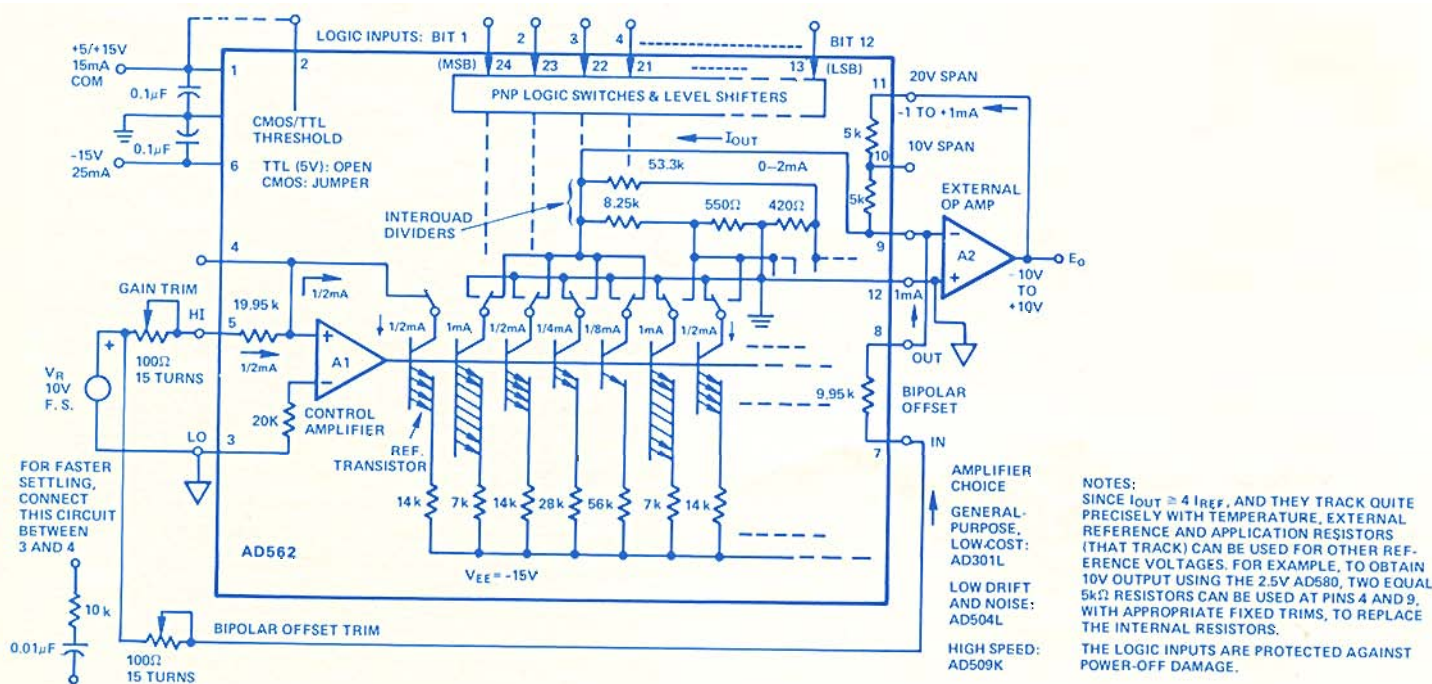 LOGIC INPUTS: BIT 1
2
3
4
BIT 12
+5/+15V
15mA
COM
1
2
(MSB)
24
23
22
21
13
(LSB)
11
20V SPAN
-1 TO +1mA
0.1µF
0.1µF
PNP LOGIC SWITCHES & LEVEL SHIFTERS
CMOS/TTL
THRESHOLD
-15V
25mA
6
TTL (5V): OPEN
CMOS: JUMPER
IOUT
5k
10
10V SPAN
53.3k
0–2mA
5k
EXTERNAL
OP AMP
INTERQUAD
DIVIDERS
8.25k
550Ω
420Ω
9
−
A2
+
E0
- 10V
TO
+10V
4
1/2mA
12
1mA
GAIN TRIM
HI
5
19.95k
100Ω
15 TURNS
1/2mA
+
A1
−
1/2mA
1mA
1/2mA
1/4mA
1/8mA
1mA
1/2mA
8
OUT
+
VR
10V
F. S.
BIPOLAR
OFFSET
9.95k
20K
CONTROL
AMPLIFIER
LO
3
REF.
TRANSISTOR
IN
7
FOR FASTER
SETTLING,
CONNECT
THIS CIRCUIT
BETWEEN
3 AND 4
14k
7k
14k
28k
56k
7k
14k
AD562
VEE = -15V
10k
0.01µF
BIPOLAR OFFSET TRIM
100Ω
15 TURNS
AMPLIFIER
CHOICE
GENERAL-
PURPOSE,
LOW-COST:
AD301L
LOW DRIFT
AND NOISE:
AD504L
HIGH SPEED:
AD509K
NOTES:
SINCE IOUT ≅ 4 IREF, AND THEY TRACK QUITE
PRECISELY WITH TEMPERATURE, EXTERNAL
REFERENCE AND APPLICATION RESISTORS
(THAT TRACK) CAN BE USED FOR OTHER REF-
ERENCE VOLTAGES. FOR EXAMPLE, TO OBTAIN
10V OUTPUT USING THE 2.5V AD580, TWO EQUAL
5kΩ RESISTORS CAN BE USED AT PINS 4 AND 9,
WITH APPROPRIATE FIXED TRIMS, TO REPLACE
THE INTERNAL RESISTORS.
THE LOGIC INPUTS ARE PROTECTED AGAINST
POWER-OFF DAMAGE.